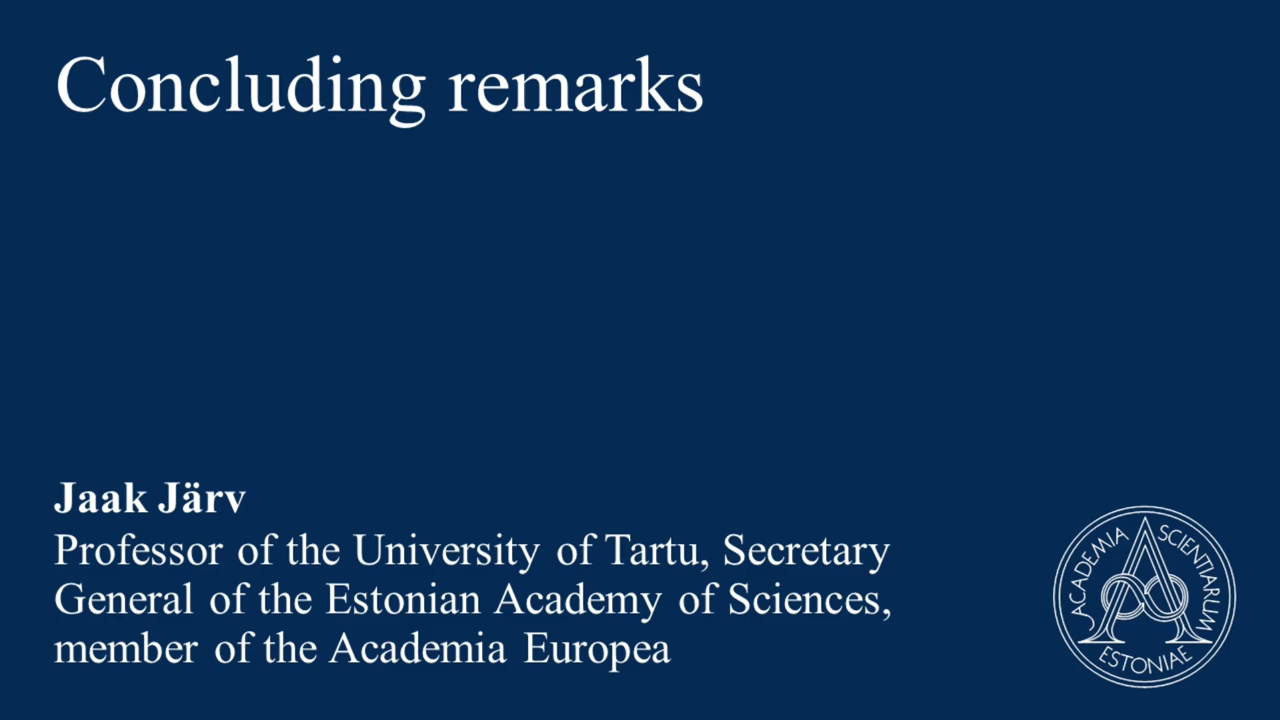 Concluding remarks
Jaak Järv
Professor of the University of Tartu, Secretary
General of the Estonian Academy of Sciences,
member of the Academia Europea
ACADEMIA SCIENTIARUM ESTONIAE